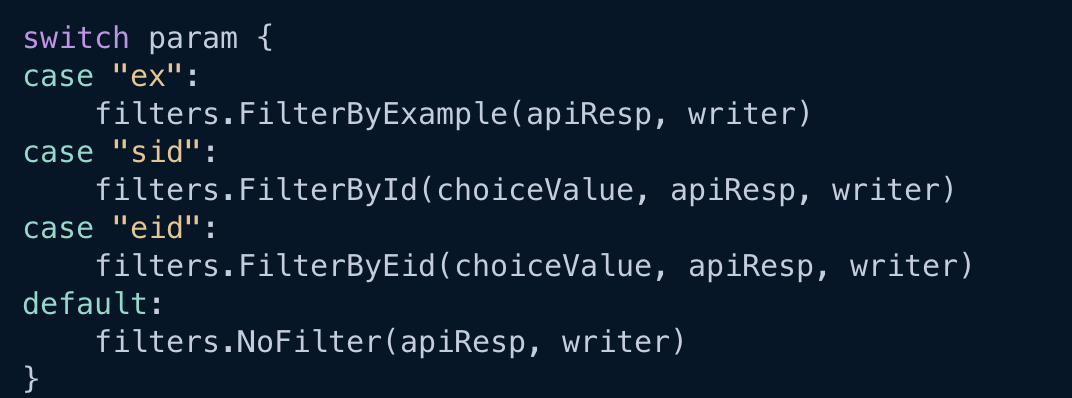 switch param {
case "ex":
    filters.FilterByExample(apiResp, writer)
case "sid":
    filters.FilterById(choiceValue, apiResp, writer)
case "eid":
    filters.FilterByEid(choiceValue, apiResp, writer)
default:
    filters.NoFilter(apiResp, writer)
}